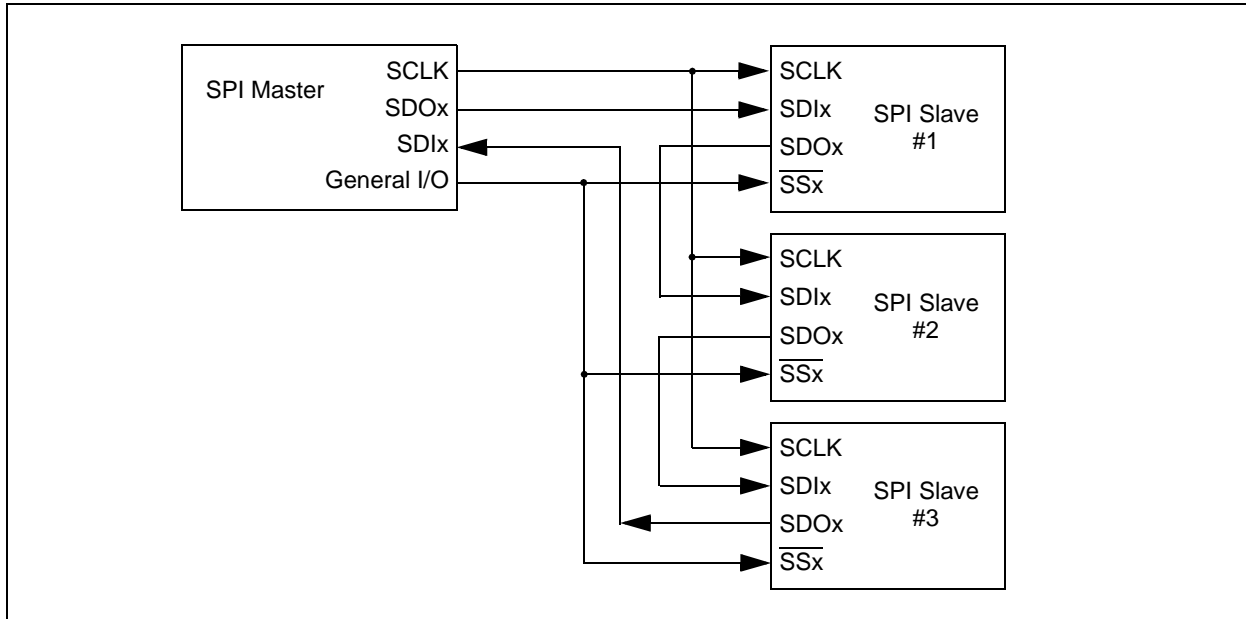 SPI Master
SCLK
SDOx
SDIx
General I/O
SCLK
SDIx
SDOx
SSx
SPI Slave
#1
SCLK
SDIx
SDOx
SSx
SPI Slave
#2
SCLK
SDIx
SDOx
SSx
SPI Slave
#3